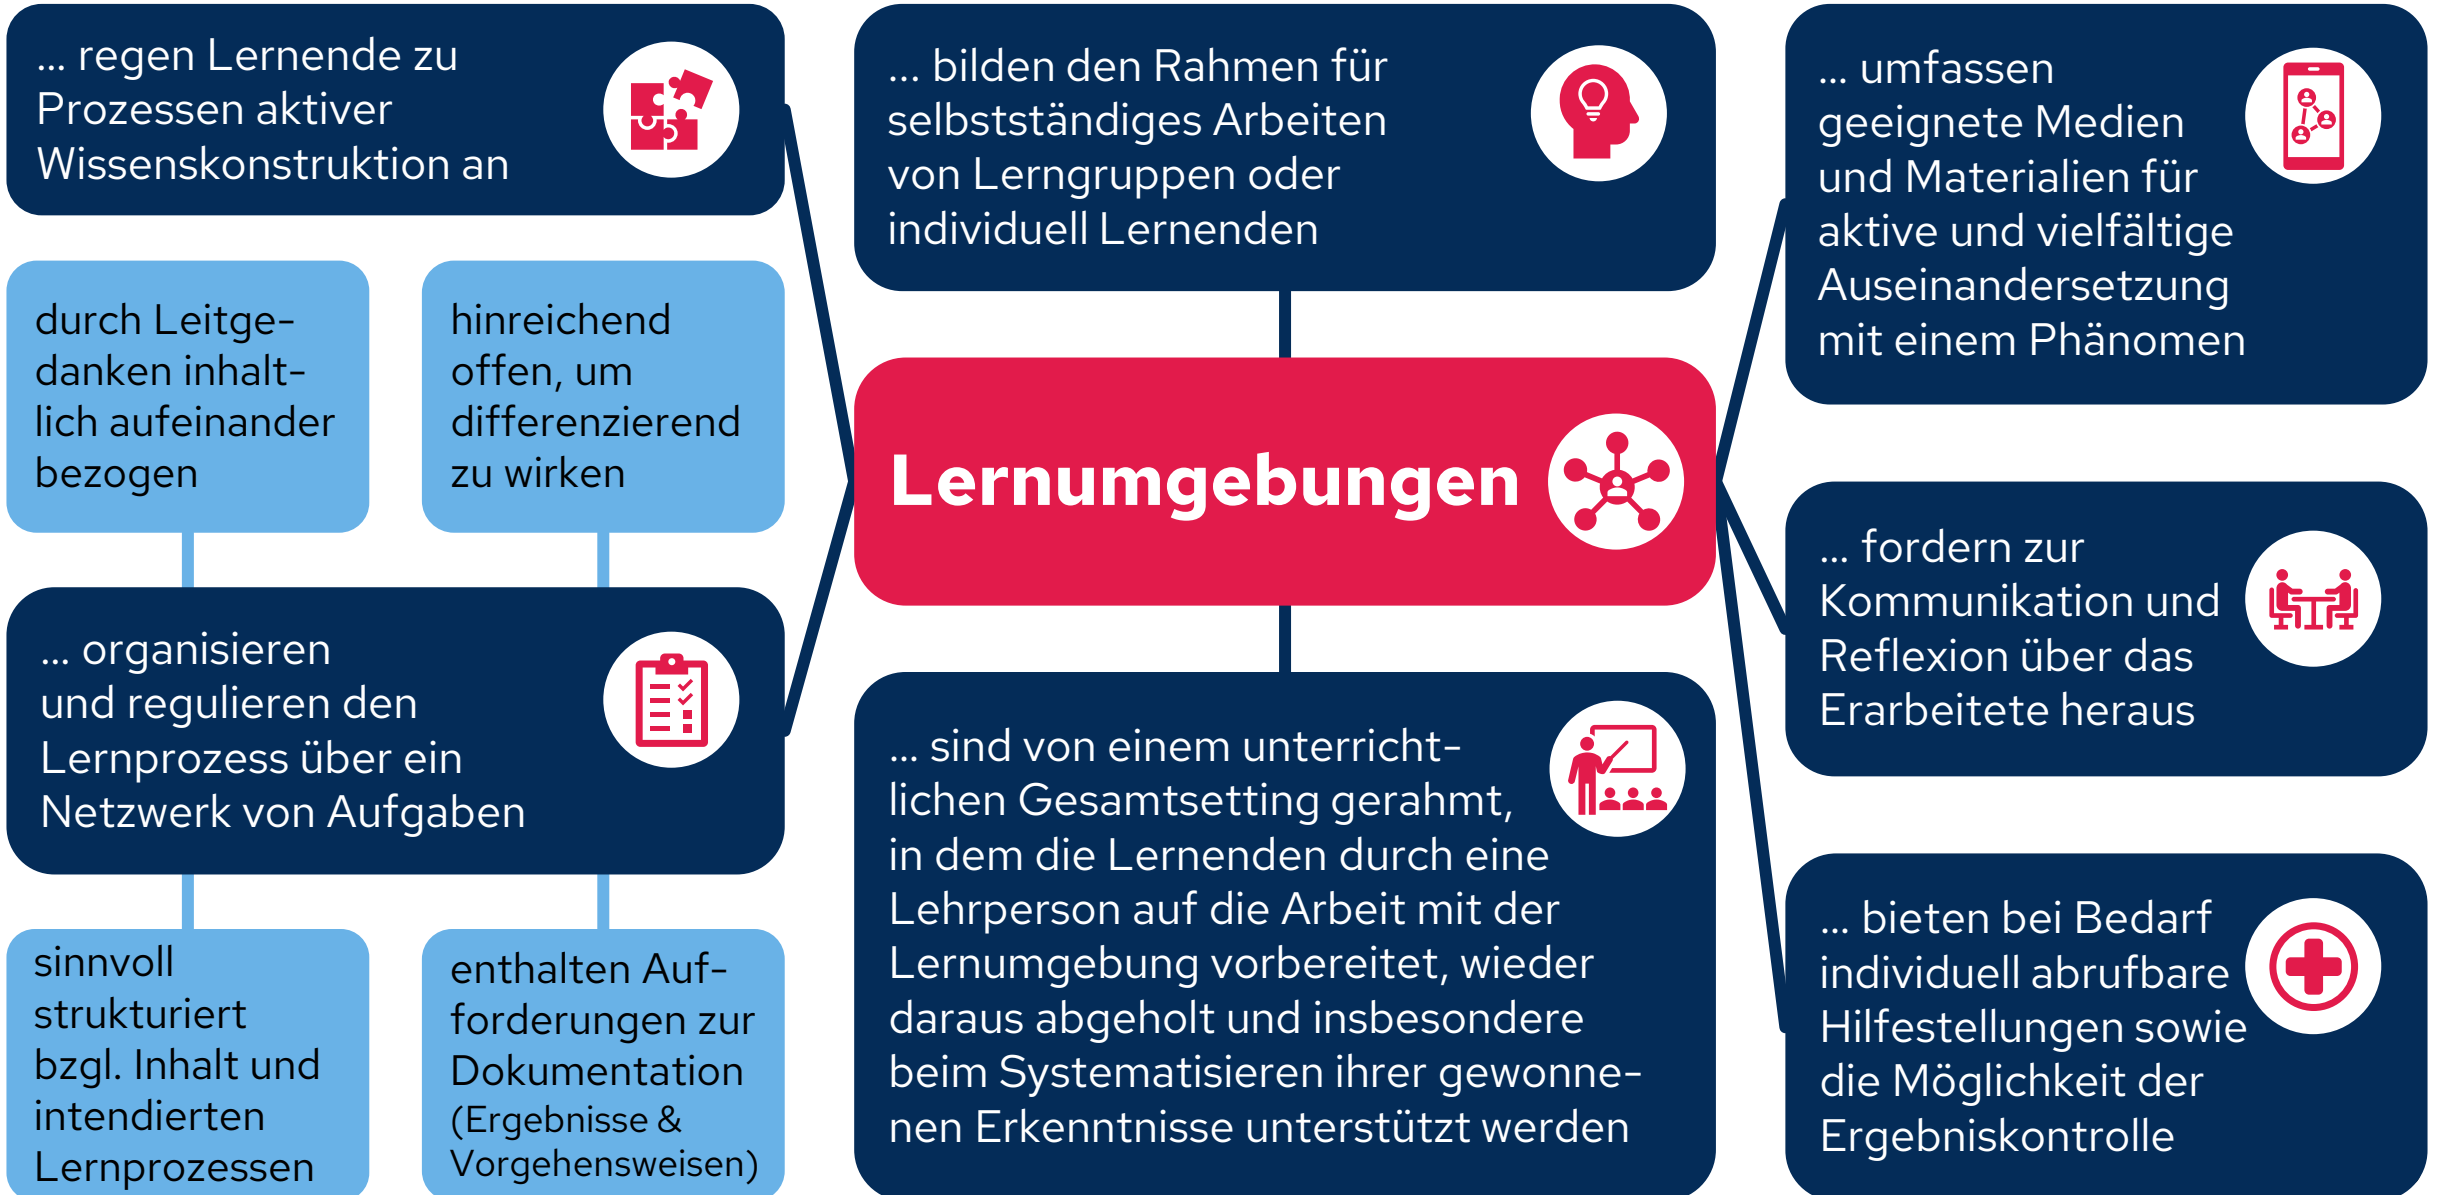 ... regen Lernende zu
Prozessen aktiver
Wissenskonstruktion an
... bilden den Rahmen für
selbstständiges Arbeiten
von Lerngruppen oder
individuell Lernenden
... umfassen
geeignete Medien
und Materialien für
aktive und vielfältige
Auseinandersetzung
mit einem Phänomen
durch Leitge-
danken inhalt-
lich aufeinander
bezogen
hinreichend
offen, um
differenzierend
zu wirken
Lernumgebungen
... fordern zur
Kommunikation und
Reflexion über das
Erarbeitete heraus
... organisieren
und regulieren den
Lernprozess über ein
Netzwerk von Aufgaben
... sind von einem unterricht-
lichen Gesamtsetting gerahmt,
in dem die Lernenden durch eine
Lehrperson auf die Arbeit mit der
Lernumgebung vorbereitet, wieder
daraus abgeholt und insbesondere
beim Systematisieren ihrer gewonne-
nen Erkenntnisse unterstützt werden
... bieten bei Bedarf
individuell abrufbare
Hilfestellungen sowie
die Möglichkeit der
Ergebniskontrolle
sinnvoll
strukturiert
bzgl. Inhalt und
intendierten
Lernprozessen
enthalten Auf-
forderungen zur
Dokumentation
(Ergebnisse &
Vorgehensweisen)